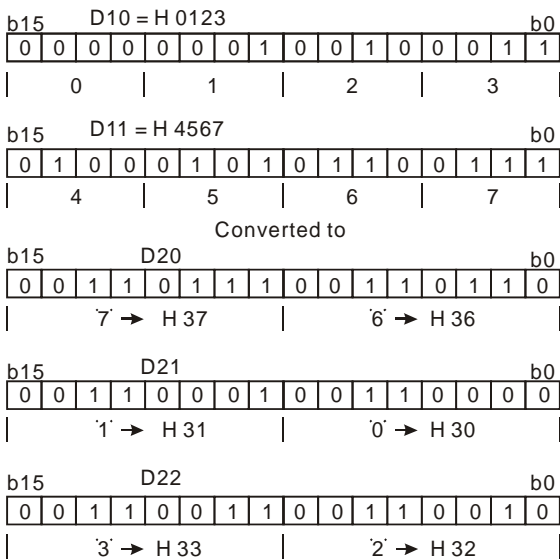 D10 = H 0123
b15 b0
0 0 0 0 0 0 0 1 0 0 1 0 0 0 1 1
0 1 2 3
D11 = H 4567
b15 b0
0 1 0 0 0 1 0 1 0 1 1 0 0 1 1 1
4 5 6 7
Converted to
b15 D20 b0
0 0 1 1 0 1 1 1 0 0 1 1 0 1 1 0
'7' → H 37 '6' → H 36
b15 D21 b0
0 0 1 1 0 0 0 1 0 0 1 1 0 0 0 0
'1' → H 31 '0' → H 30
b15 D22 b0
0 0 1 1 0 0 1 1 0 0 1 1 0 0 1 0
'3' → H 33 '2' → H 32